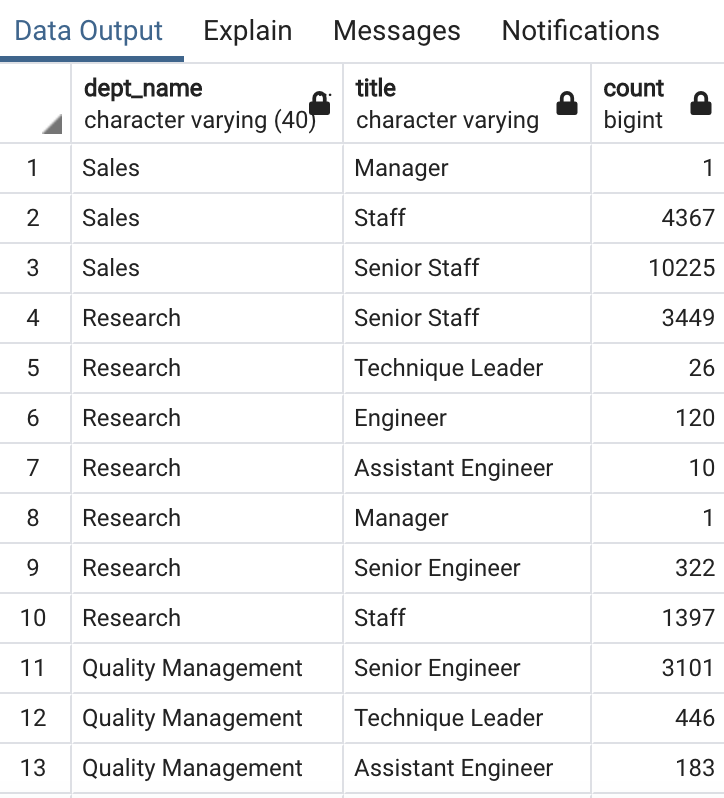 Data Output Explain Messages Notifications
dept_name title count
character varying (40) character varying bigint
1 Sales Manager 1
2 Sales Staff 4367
3 Sales Senior Staff 10225
4 Research Senior Staff 3449
5 Research Technique Leader 26
6 Research Engineer 120
7 Research Assistant Engineer 10
8 Research Manager 1
9 Research Senior Engineer 322
10 Research Staff 1397
11 Quality Management Senior Engineer 3101
12 Quality Management Technique Leader 446
13 Quality Management Assistant Engineer 183